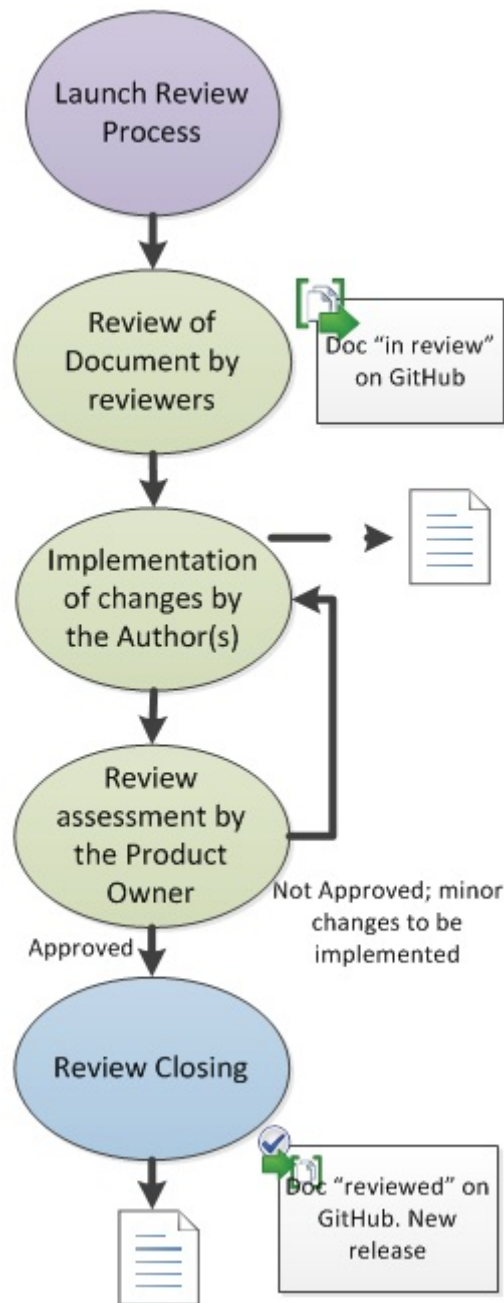 Launch Review
Process
Review of
Document by
reviewers
Doc “in review”
on GitHub
Implementation
of changes by
the Author(s)
Review
assessment by
the Product
Owner
Not Approved; minor
changes to be
implemented
Approved
Review Closing
Doc “reviewed” on
GitHub. New
release